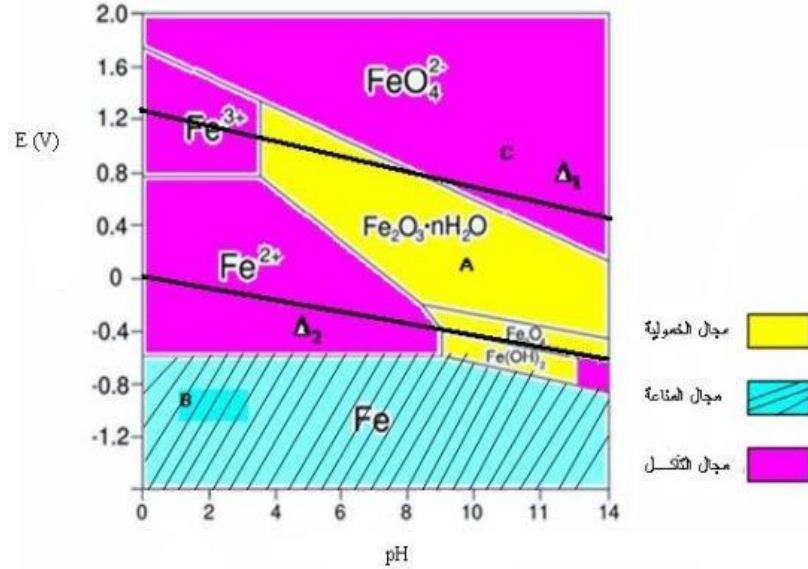 E (V)
2.0
1.6
1.2
0.8
0.4
0
-0.4
-0.8
-1.2
FeO₄²⁻
Fe³⁺
C
Δ₁
Fe₂O₃·nH₂O
A
Fe²⁺
Δ₂
Fe₃O₄
Fe(OH)₂
B
Fe
0 2 4 6 8 10 11 14
pH
مجال الخمولية
مجال المناعة
مجال التآكل